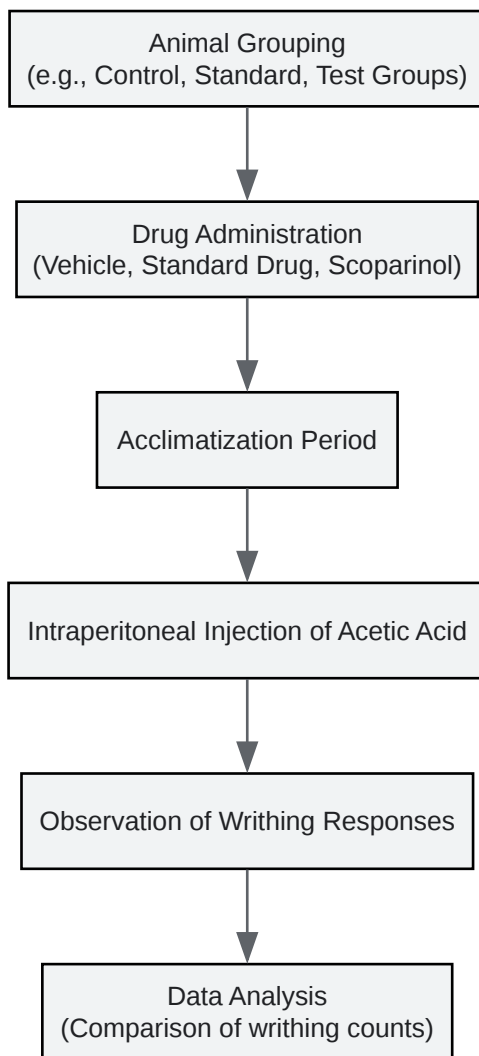 Animal Grouping
(e.g., Control, Standard, Test Groups)
Drug Administration
(Vehicle, Standard Drug, Scoparinol)
Acclimatization Period
Intraperitoneal Injection of Acetic Acid
Observation of Writhing Responses
Data Analysis
(Comparison of writhing counts)